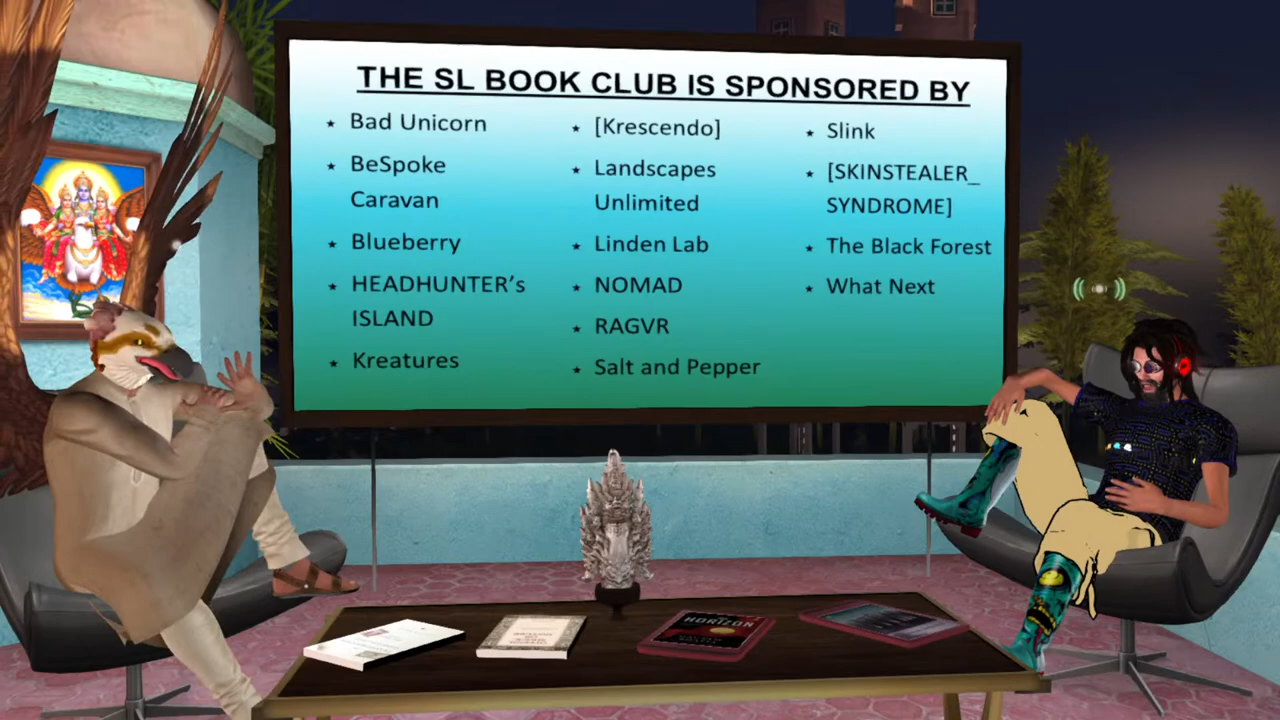 THE SL BOOK CLUB IS SPONSORED BY
★ Bad Unicorn
★ BeSpoke
Caravan
★ Blueberry
★ HEADHUNTER’s
ISLAND
★ Kreatures
★ [Krescendo]
★ Landscapes
Unlimited
★ Linden Lab
★ NOMAD
★ RAGVR
★ Salt and Pepper
★ Slink
★ [SKINSTEALER_
SYNDROME]
★ The Black Forest
★ What Next
HORIZON